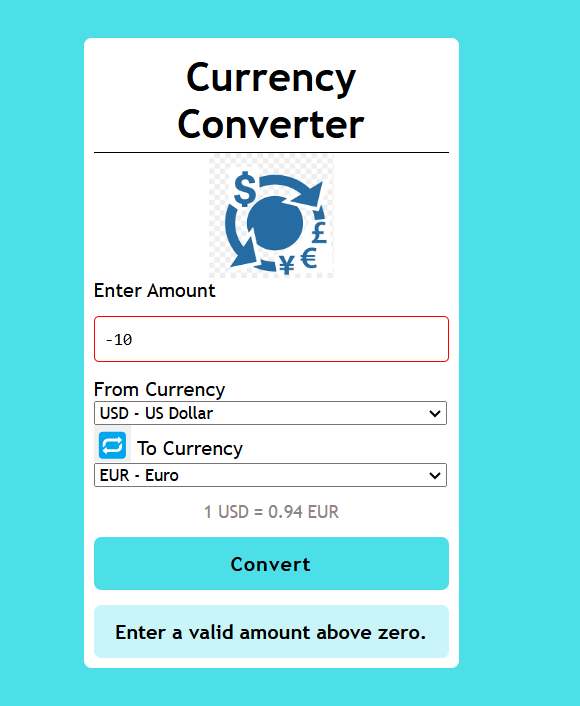 Currency
Converter
$
£
€
¥
Enter Amount
-10
From Currency
USD - US Dollar
To Currency
EUR - Euro
1 USD = 0.94 EUR
Convert
Enter a valid amount above zero.